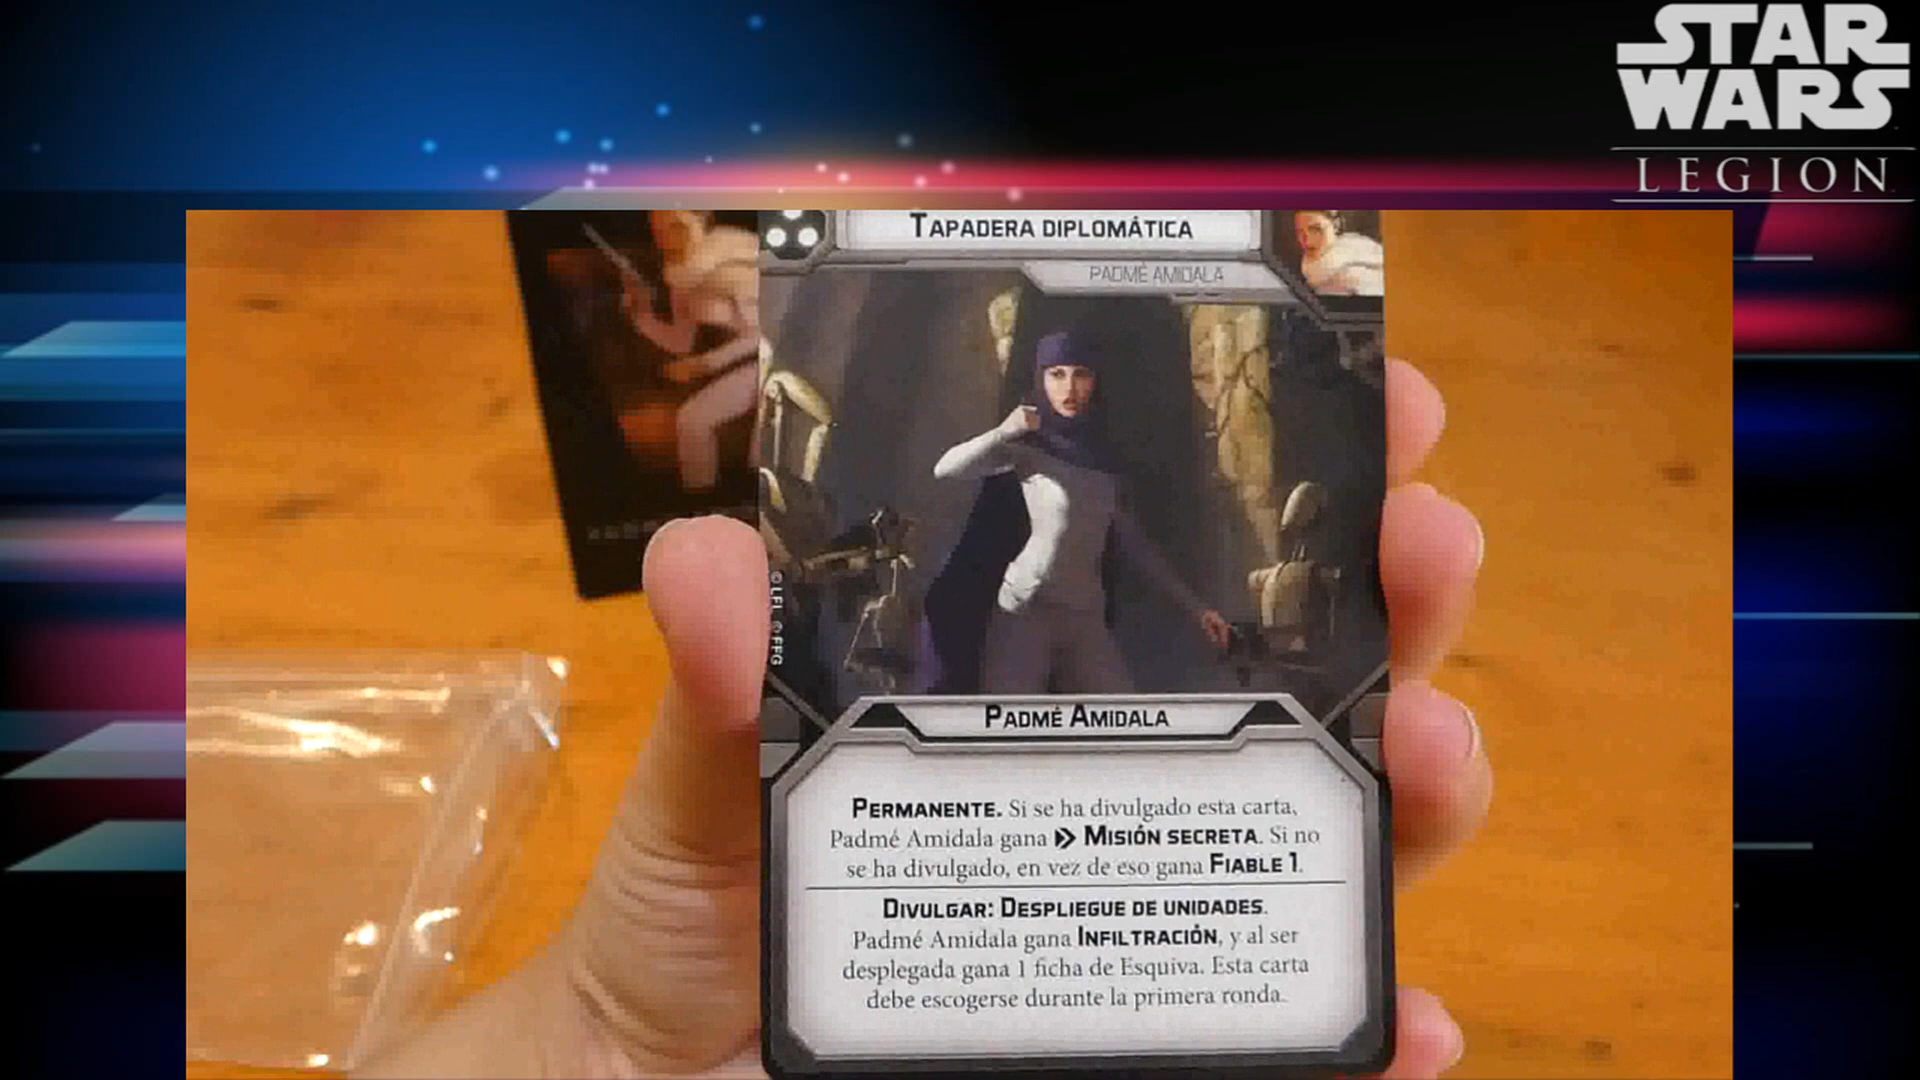 STAR
WARS
LEGION
TAPADERA DIPLOMÁTICA
PADMÉ AMIDALA
© LFL © FFG
PADMÉ AMIDALA
PERMANENTE. Si se ha divulgado esta carta,
Padmé Amidala gana MISIÓN SECRETA. Si no
se ha divulgado, en vez de eso gana FIABLE 1.
DIVULGAR: DESPLIEGUE DE UNIDADES.
Padmé Amidala gana INFILTRACIÓN, y al ser
desplegada gana 1 ficha de Esquiva. Esta carta
debe escogerse durante la primera ronda.